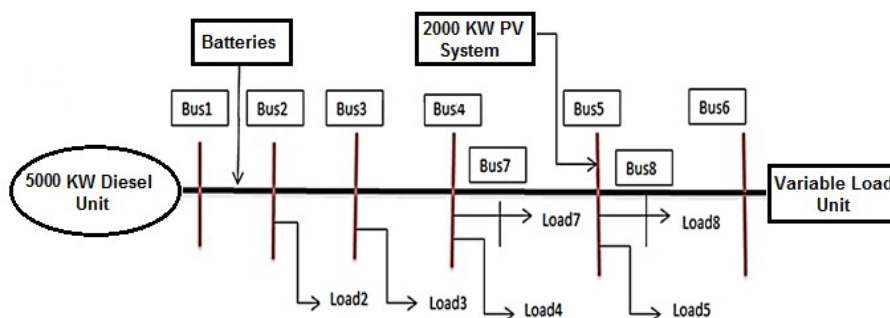 Batteries
2000 KW PV
System
Bus1
Bus2
Bus3
Bus4
Bus5
Bus6
Bus7
Bus8
5000 KW Diesel
Unit
Variable Load
Unit
Load7
Load8
Load2
Load3
Load4
Load5